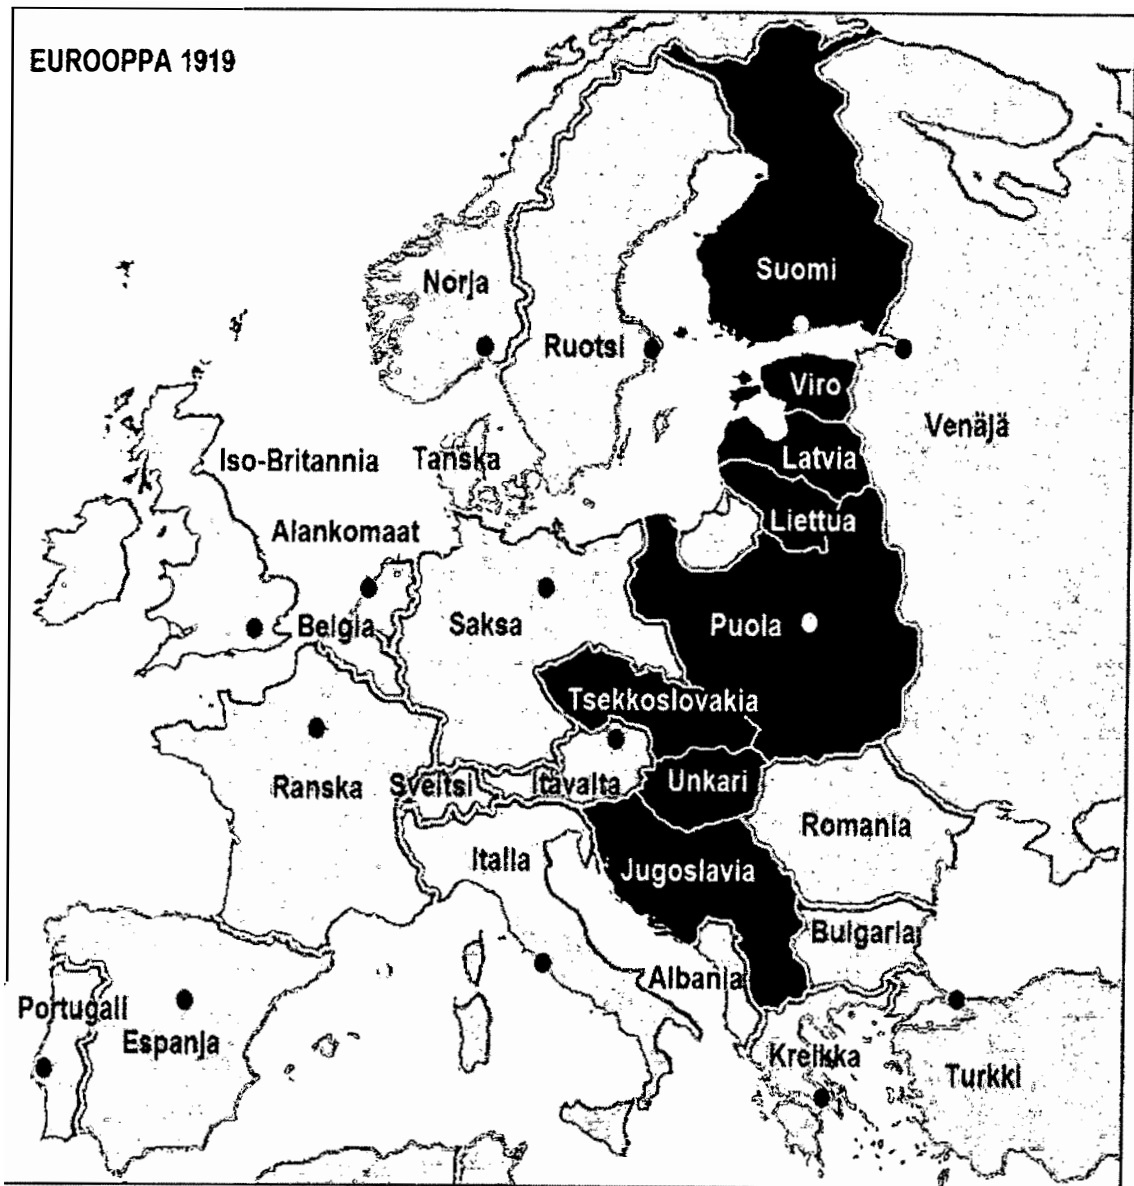 EUROOPPA 1919
Suomi
Norja
Ruotsi
Viro
Venäjä
Iso-Britannia
Tanska
Latvia
Liettua
Alankomaat
Belgia
Saksa
Puola
Tsekkoslovakia
Ranska
Sveitsi
Itävalta
Unkari
Romania
Italia
Jugoslavia
Bulgaria
Albania
Portugali
Espanja
Kreikka
Turkki